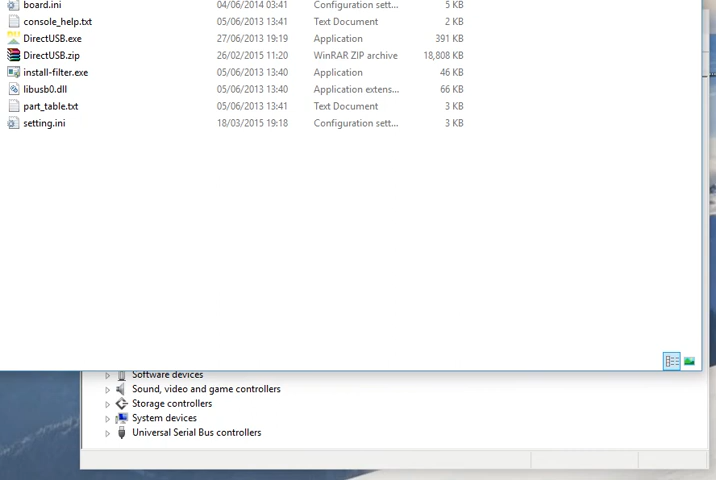 board.ini 04/06/2014 03:41 Configuration sett... 5 KB
console_help.txt 05/06/2013 13:41 Text Document 2 KB
DirectUSB.exe 27/06/2013 19:19 Application 391 KB
DirectUSB.zip 26/02/2015 11:20 WinRAR ZIP archive 18,808 KB
install-filter.exe 05/06/2013 13:40 Application 46 KB
libusb0.dll 05/06/2013 13:40 Application extens... 66 KB
part_table.txt 05/06/2013 13:41 Text Document 3 KB
setting.ini 18/03/2015 19:18 Configuration sett... 3 KB
Software devices
Sound, video and game controllers
Storage controllers
System devices
Universal Serial Bus controllers